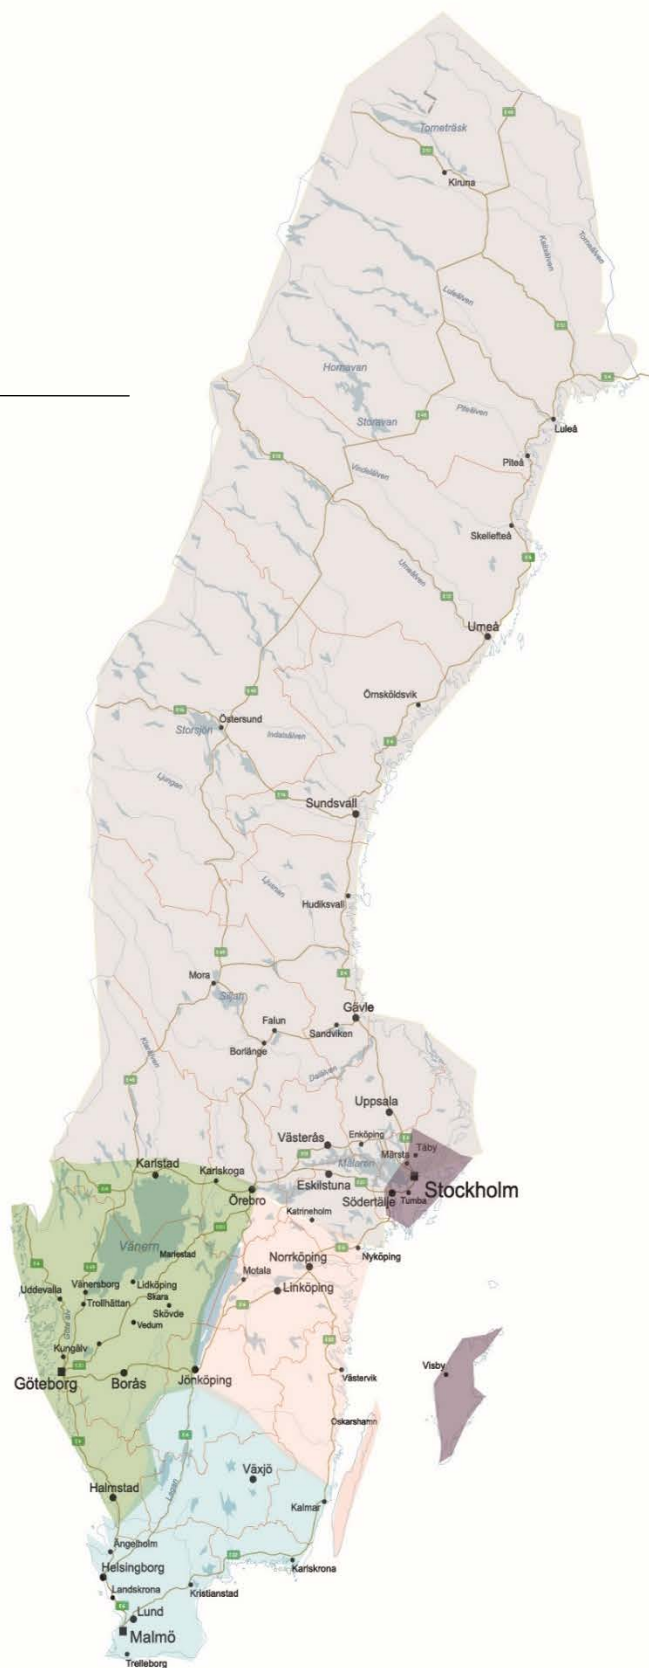 Torneträsk
Kiruna
Kalixälven
Torneälven
Luleälven
Hornavan
Storavan
Piteälven
Luleå
Piteå
Vindelälven
Skellefteå
Umeälven
Umeå
Örnsköldsvik
Östersund
Storsjön
Indalsälven
Ljungan
Sundsvall
Ljusnan
Hudiksvall
Mora
Siljan
Gävle
Falun
Sandviken
Borlänge
Klarälven
Dalälven
Uppsala
Västerås
Enköping
Täby
Mälaren
Märsta
Karlstad
Karlskoga
Eskilstuna
Stockholm
Örebro
Södertälje
Tumba
Katrineholm
Vänern
Mariestad
Norrköping
Nyköping
Motala
Uddevalla
Vänersborg
Lidköping
Linköping
Trollhättan
Skara
Skövde
Göta älv
Vedum
Kungälv
Visby
Göteborg
Borås
Jönköping
Västervik
Oskarshamn
Växjö
Halmstad
Lagan
Kalmar
Ängelholm
Helsingborg
Karlskrona
Landskrona
Kristianstad
Lund
Malmö
Trelleborg